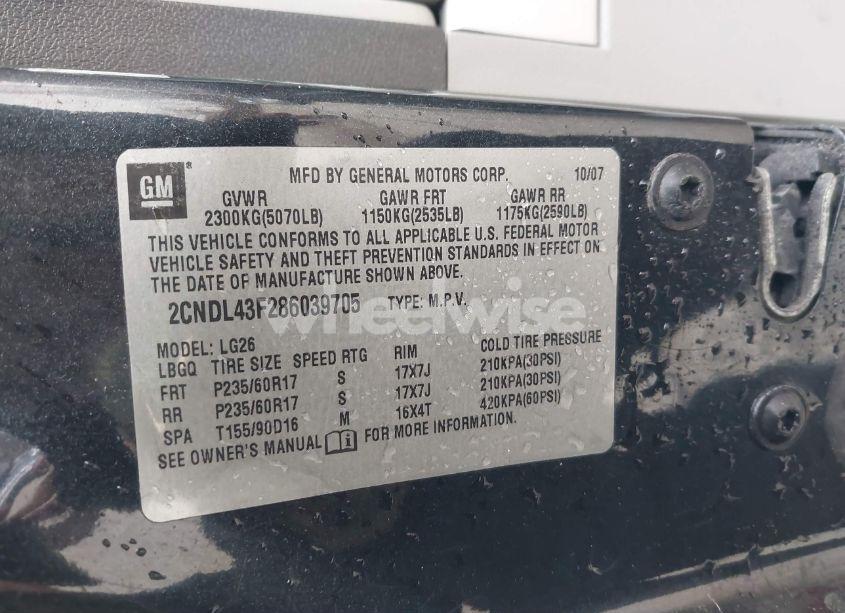 GM
MFD BY GENERAL MOTORS CORP. 10/07
GVWR GAWR FRT GAWR RR
2300KG(5070LB) 1150KG(2535LB) 1175KG(2590LB)
THIS VEHICLE CONFORMS TO ALL APPLICABLE U.S. FEDERAL MOTOR
VEHICLE SAFETY AND THEFT PREVENTION STANDARDS IN EFFECT ON
THE DATE OF MANUFACTURE SHOWN ABOVE.
2CNDL43F286039705 TYPE: M.P.V.
wheelwise
MODEL: LG26
LBGQ TIRE SIZE SPEED RTG RIM COLD TIRE PRESSURE
FRT P235/60R17 S 17X7J 210KPA(30PSI)
RR P235/60R17 S 17X7J 210KPA(30PSI)
SPA T155/90D16 M 16X4T 420KPA(60PSI)
SEE OWNER'S MANUAL FOR MORE INFORMATION.